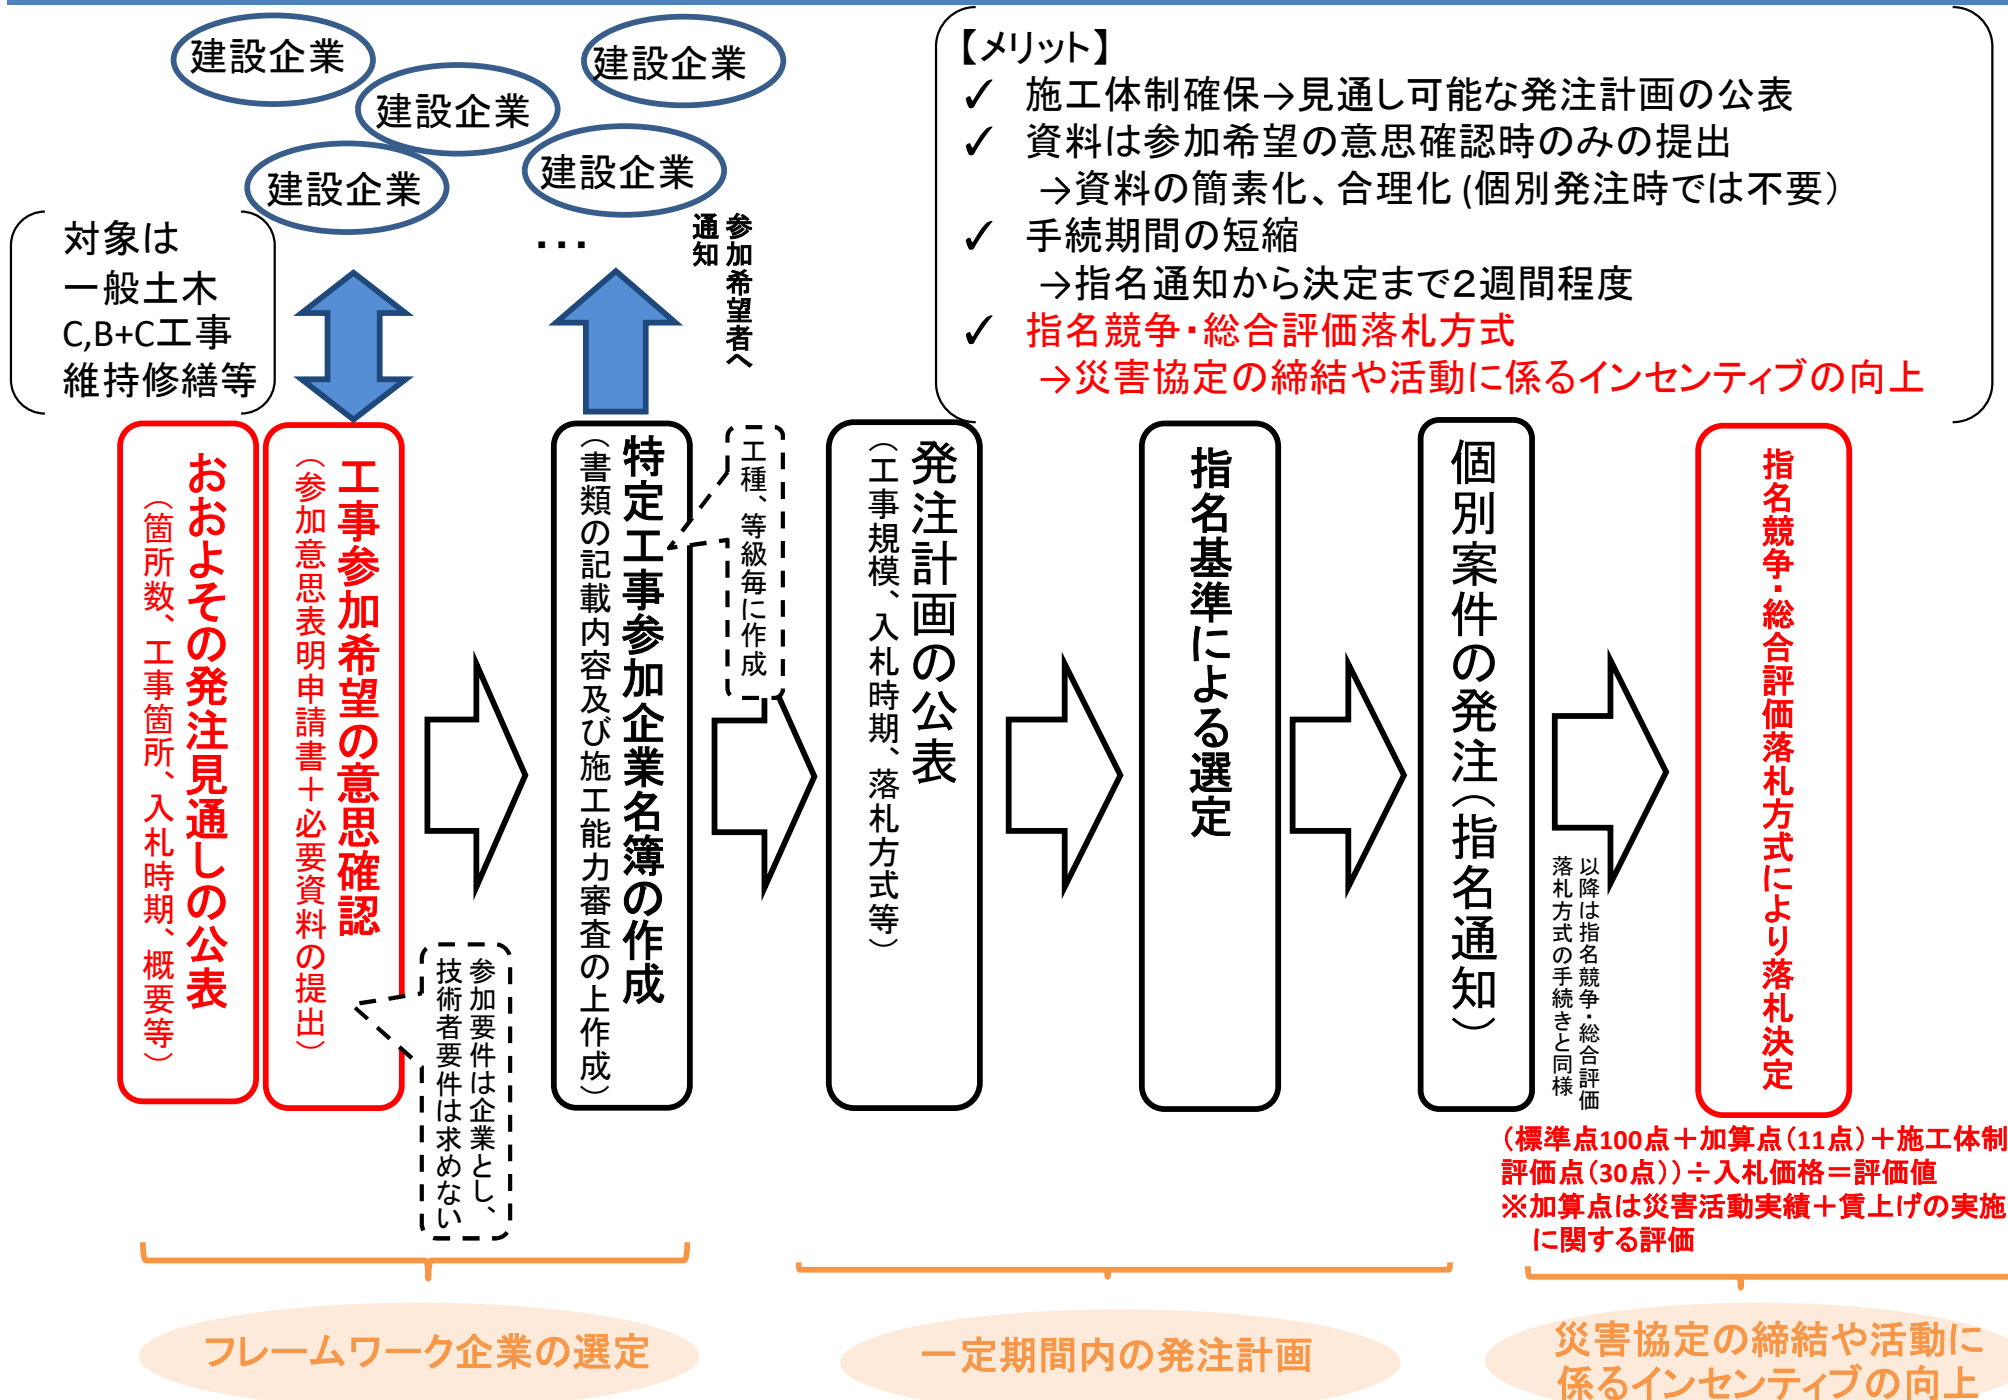 建設企業
建設企業
建設企業
建設企業
建設企業
･･･
対象は
一般土木
C,B+C工事
維持修繕等
参加希望者へ
通知
【メリット】
✓ 施工体制確保→見通し可能な発注計画の公表
✓ 資料は参加希望の意思確認時のみの提出
→資料の簡素化、合理化(個別発注時では不要）
✓ 手続期間の短縮
→指名通知から決定まで２週間程度
✓ 指名競争・総合評価落札方式
→災害協定の締結や活動に係るインセンティブの向上
おおよその発注見通しの公表
（箇所数、工事箇所、入札時期、概要等）
工事参加希望の意思確認
（参加意思表明申請書＋必要資料の提出）
参加要件は企業とし、
技術者要件は求めない
特定工事参加企業名簿の作成
（書類の記載内容及び施工能力審査の上作成）
工種、等級毎に作成
発注計画の公表
（工事規模、入札時期、落札方式等）
指名基準による選定
個別案件の発注（指名通知）
以降は指名競争・総合評価
落札方式の手続きと同様
指名競争・総合評価落札方式により落札決定
（標準点100点＋加算点（11点）＋施工体制
評価点（30点））÷入札価格＝評価値
※加算点は災害活動実績＋賃上げの実施
に関する評価
フレームワーク企業の選定
一定期間内の発注計画
災害協定の締結や活動に
係るインセンティブの向上